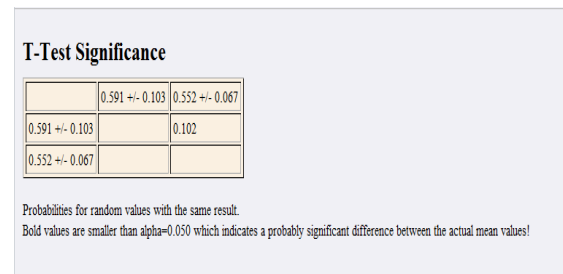 T-Test Significance
0.591 +/- 0.103 0.552 +/- 0.067
0.591 +/- 0.103 0.102
0.552 +/- 0.067
Probabilities for random values with the same result.
Bold values are smaller than alpha=0.050 which indicates a probably significant difference between the actual mean values!